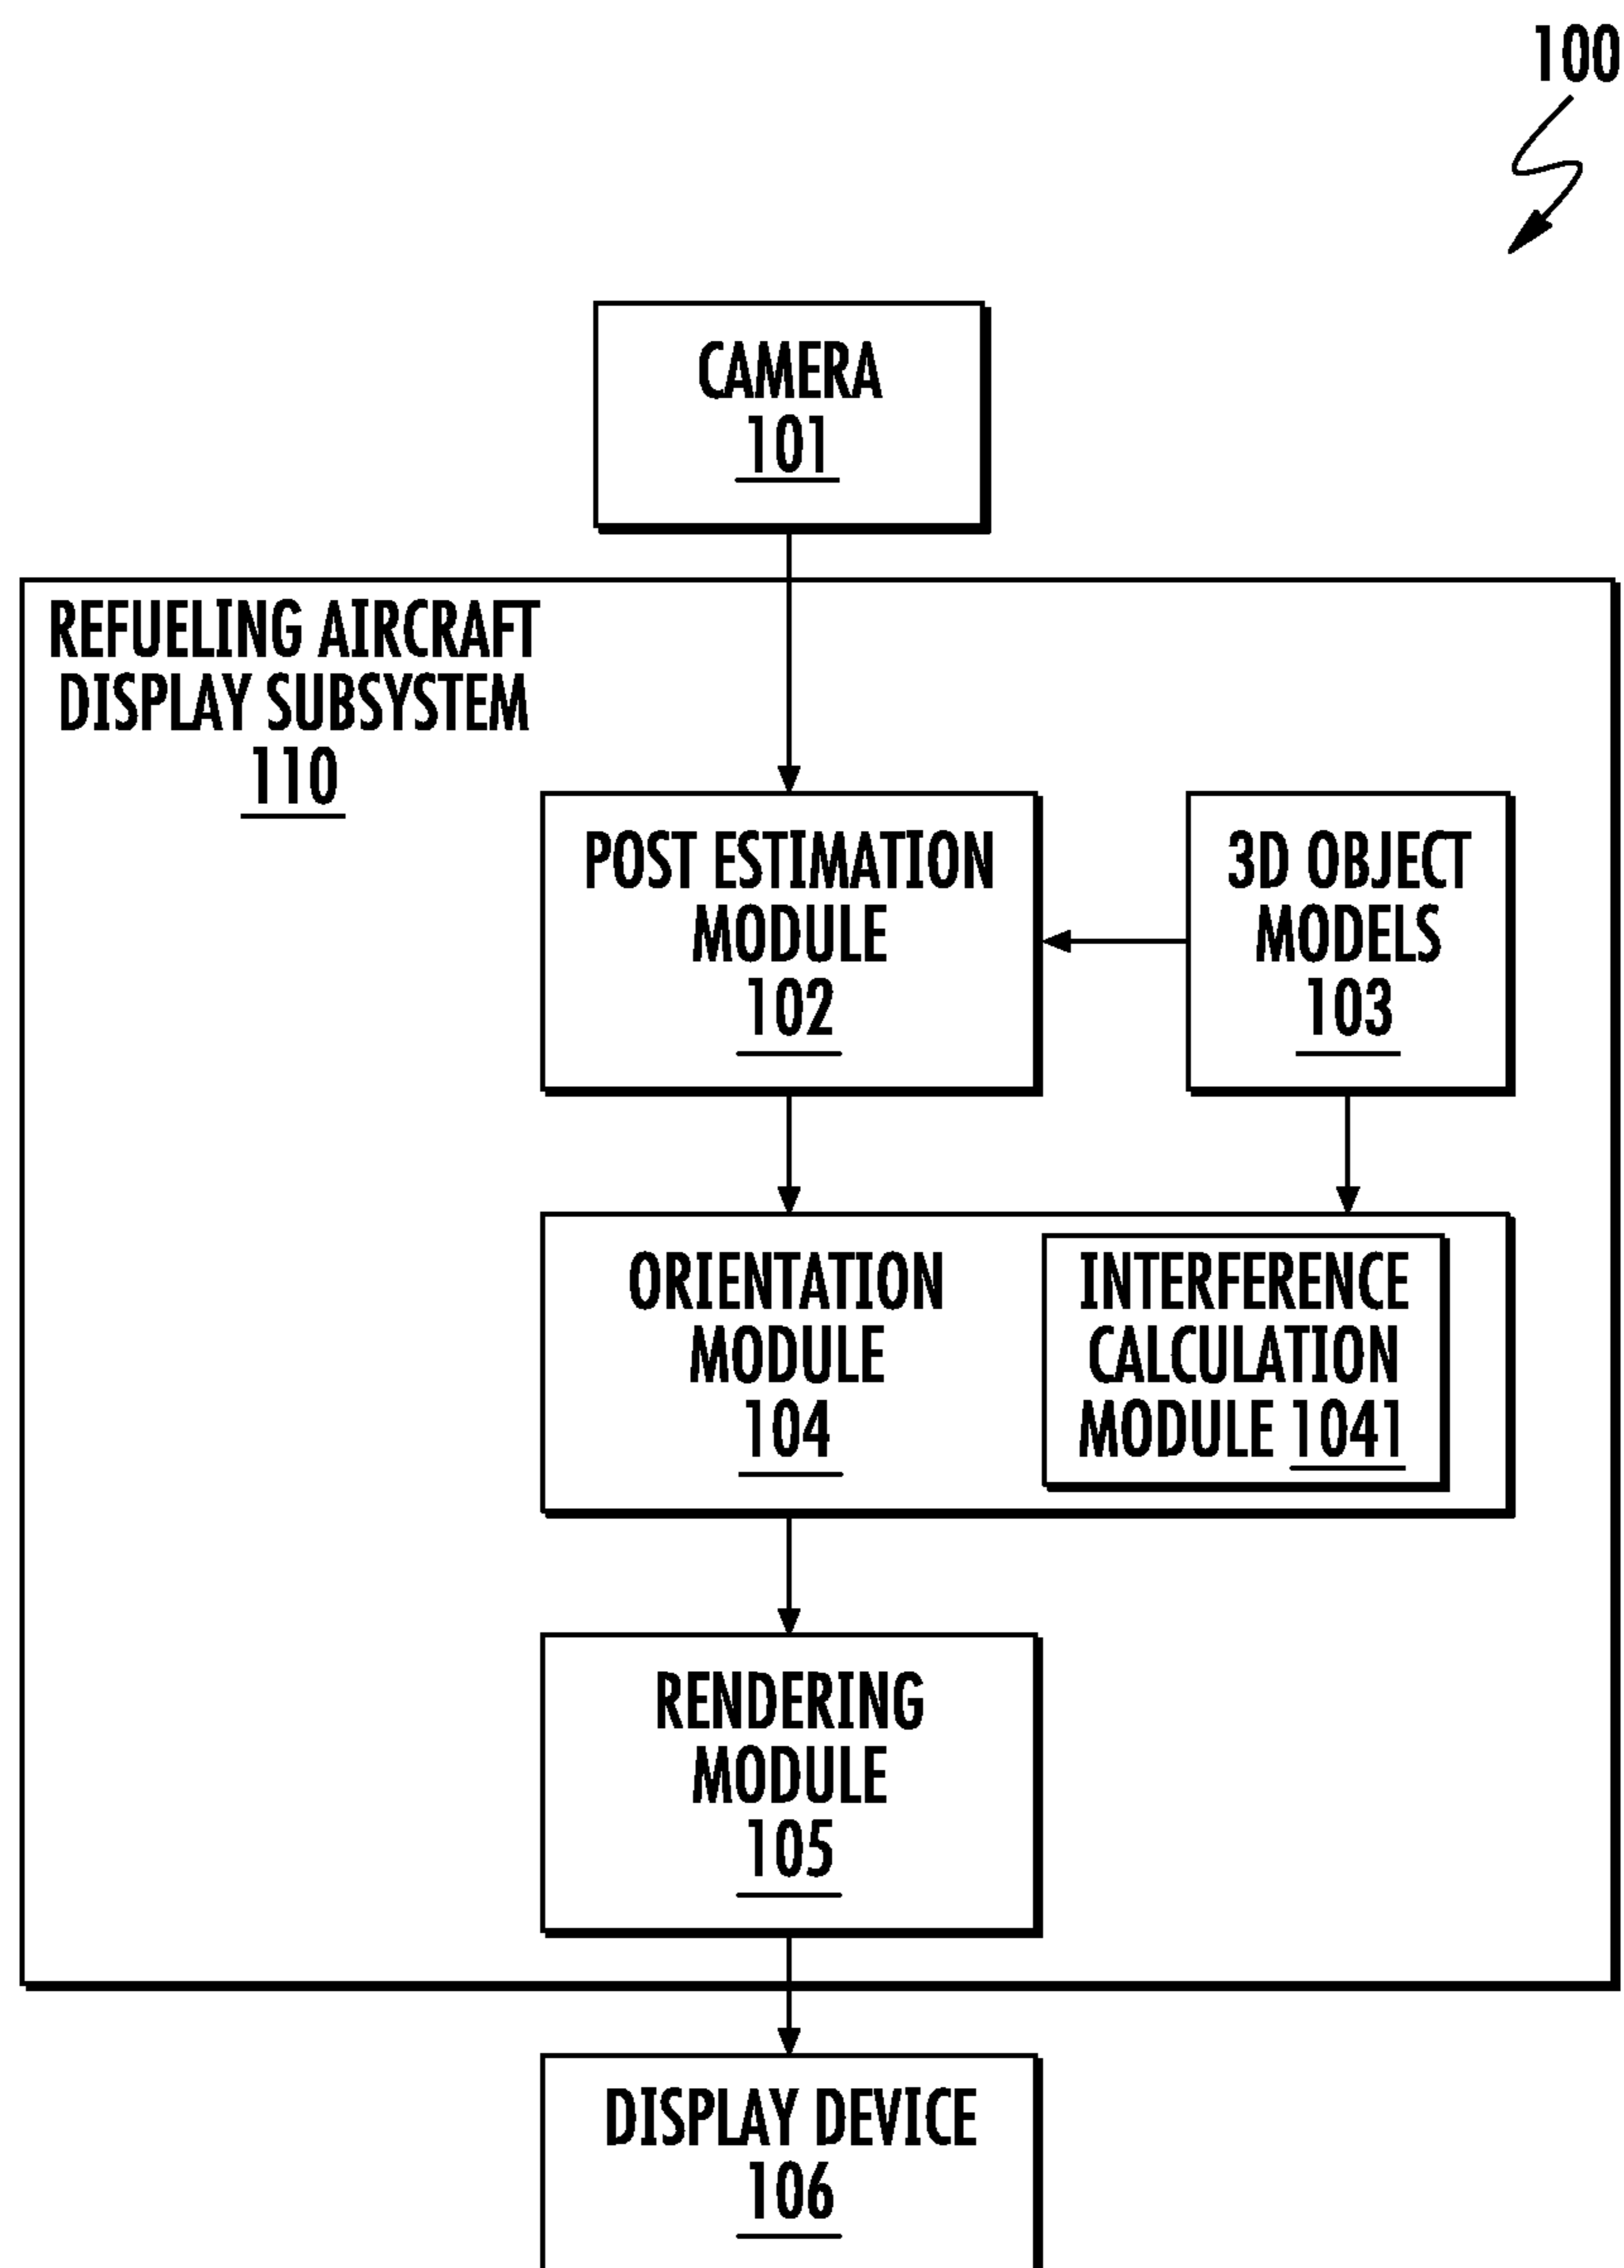 100
CAMERA
101
REFUELING AIRCRAFT
DISPLAY SUBSYSTEM
110
POST ESTIMATION
MODULE
102
3D OBJECT
MODELS
103
ORIENTATION
MODULE
104
INTERFERENCE
CALCULATION
MODULE 1041
RENDERING
MODULE
105
DISPLAY DEVICE
106